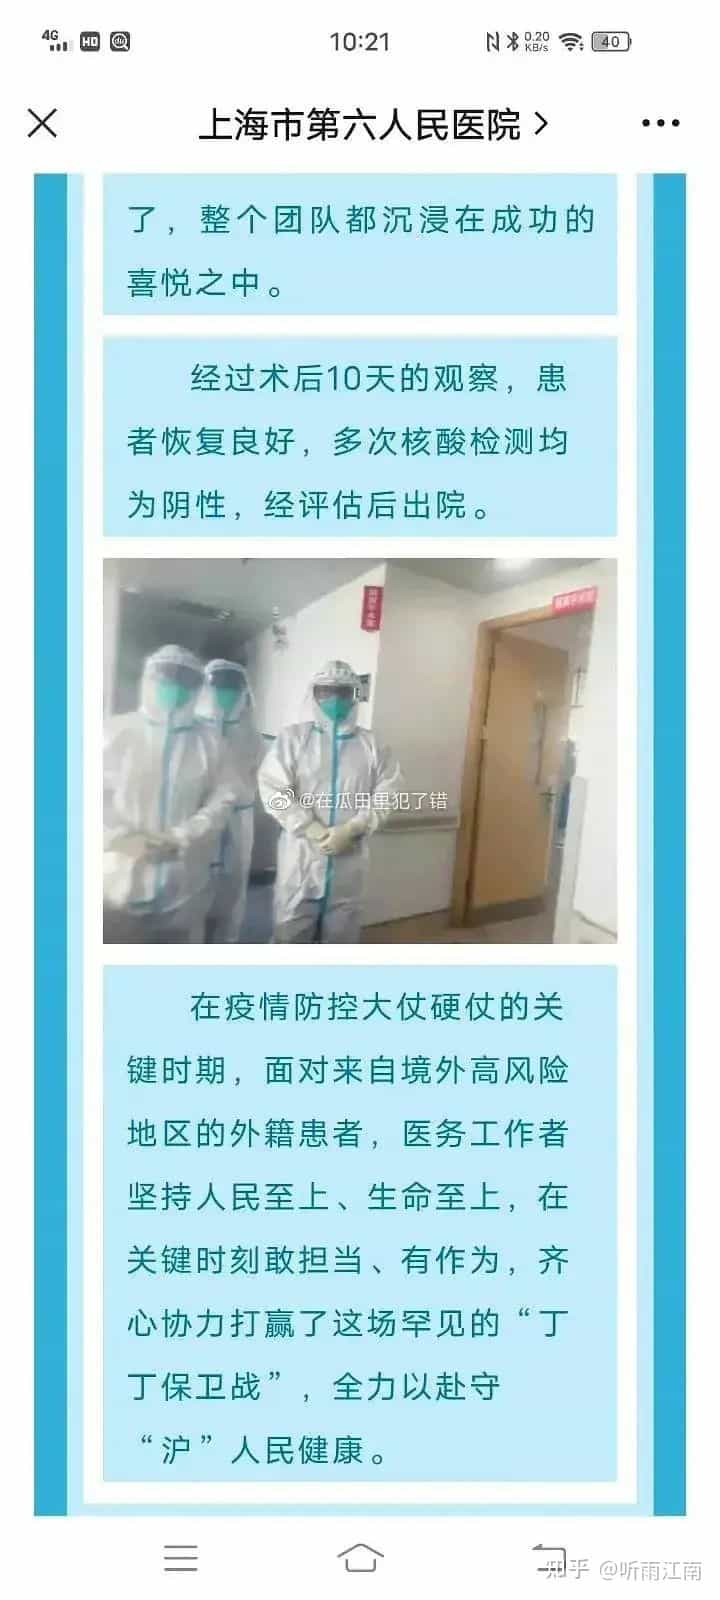 4G HD 10:21 0.20 KB/s 40
上海市第六人民医院
了，整个团队都沉浸在成功的
喜悦之中。
经过术后10天的观察，患
者恢复良好，多次核酸检测均
为阴性，经评估后出院。
@在瓜田里犯了错
在疫情防控大仗硬仗的关
键时期，面对来自境外高风险
地区的外籍患者，医务工作者
坚持人民至上、生命至上，在
关键时刻敢担当、有作为，齐
心协力打赢了这场罕见的“丁
丁保卫战”，全力以赴守
“沪”人民健康。
知乎 @听雨江南